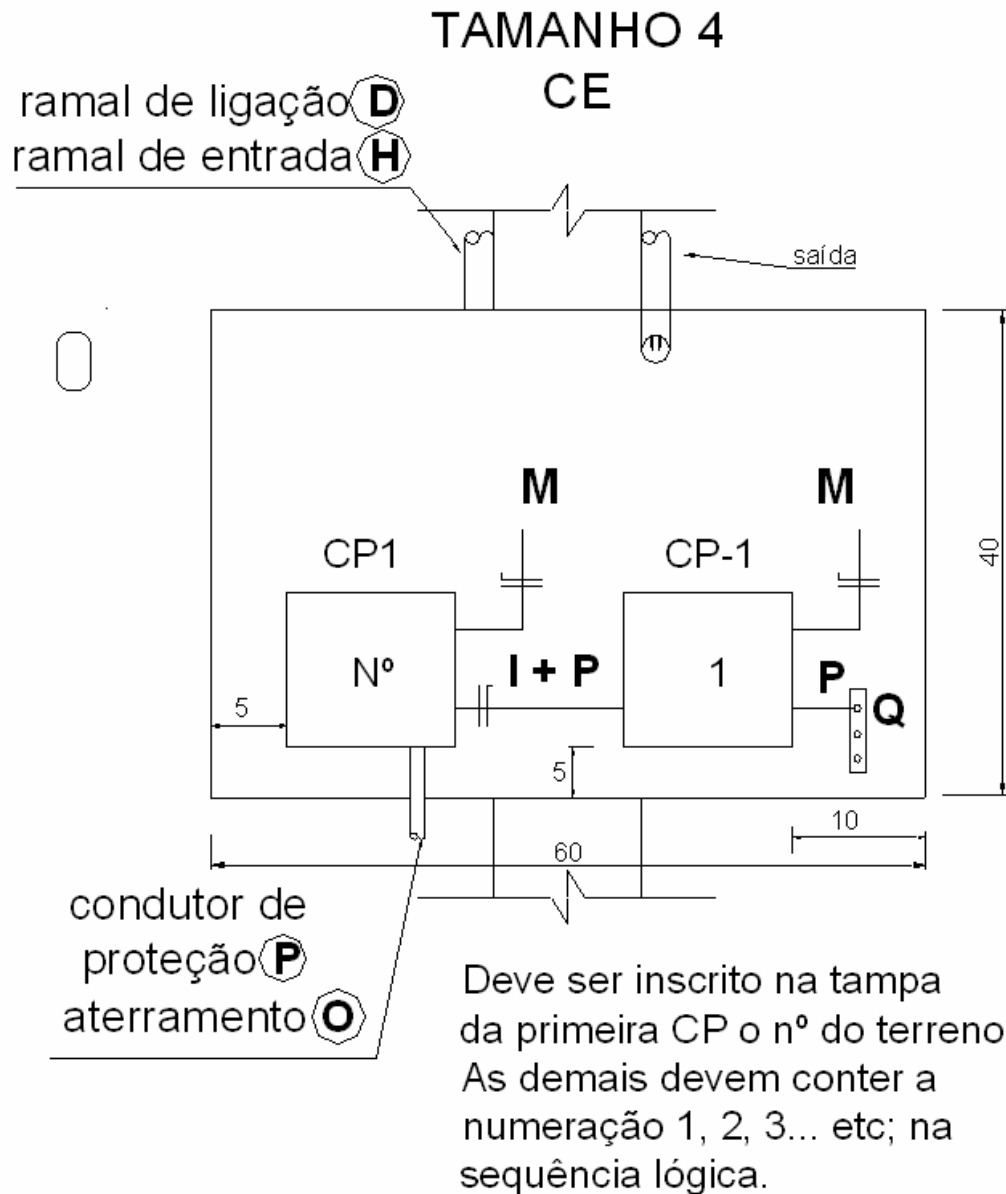 TAMANHO 4
CE
ramal de ligação D
ramal de entrada H
saída
M
M
CP1
CP-1
40
Nº
I + P
1
P
Q
5
5
10
60
condutor de
proteção P
aterramento O
Deve ser inscrito na tampa
da primeira CP o nº do terreno
As demais devem conter a
numeração 1, 2, 3... etc; na
sequência lógica.